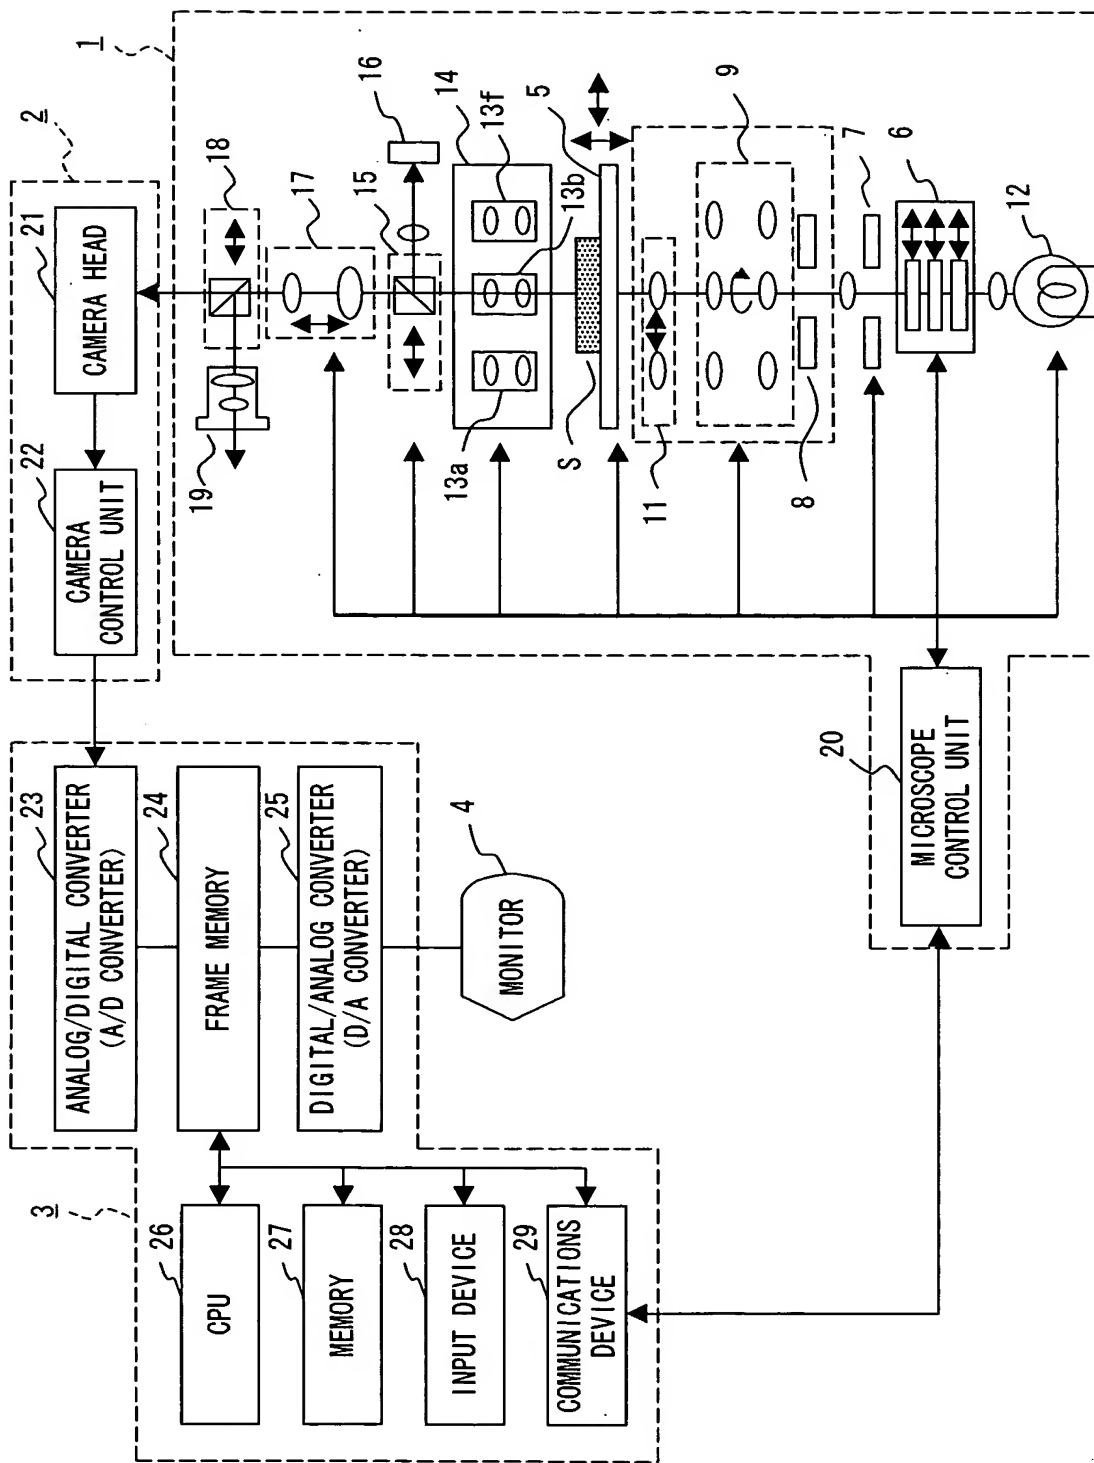 1
2
3
CAMERA HEAD
21
CAMERA
CONTROL UNIT
22
ANALOG/DIGITAL CONVERTER
(A/D CONVERTER)
23
FRAME MEMORY
24
DIGITAL/ANALOG CONVERTER
(D/A CONVERTER)
25
MONITOR
4
CPU
26
MEMORY
27
INPUT DEVICE
28
COMMUNICATIONS
DEVICE
29
MICROSCOPE
CONTROL UNIT
20
18
19
17
16
15
14
13f
13b
13a
5
S
11
9
8
7
6
12